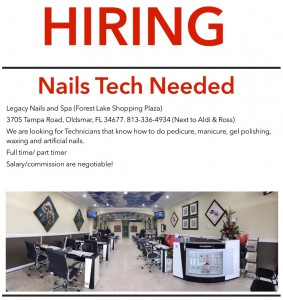 HIRING
Nails Tech Needed
Legacy Nails and Spa (Forest Lake Shopping Plaza)
3705 Tampa Road, Oldsmar, FL 34677. 813-336-4934 (Next to Aldi & Ross)
We are looking for Technicians that know how to do pedicure, manicure, gel polishing,
waxing and artificial nails.
Full time/ part timer
Salary/commission are negotiable!